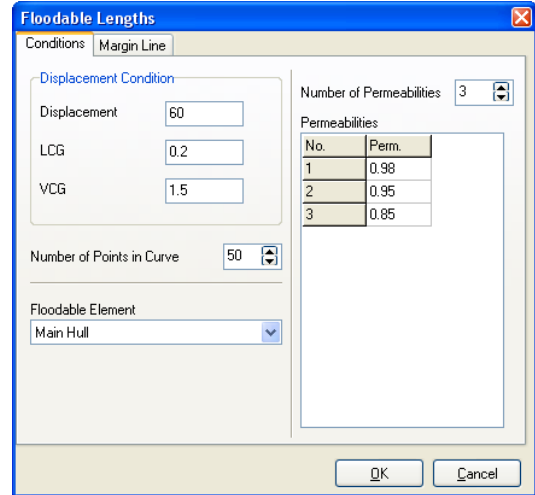 Floodable Lengths
Conditions
Margin Line
Displacement Condition
Displacement 60
LCG 0.2
VCG 1.5
Number of Points in Curve 50
Floodable Element
Main Hull
Number of Permeabilities 3
Permeabilities
No. Perm.
1 0.98
2 0.95
3 0.85
OK
Cancel